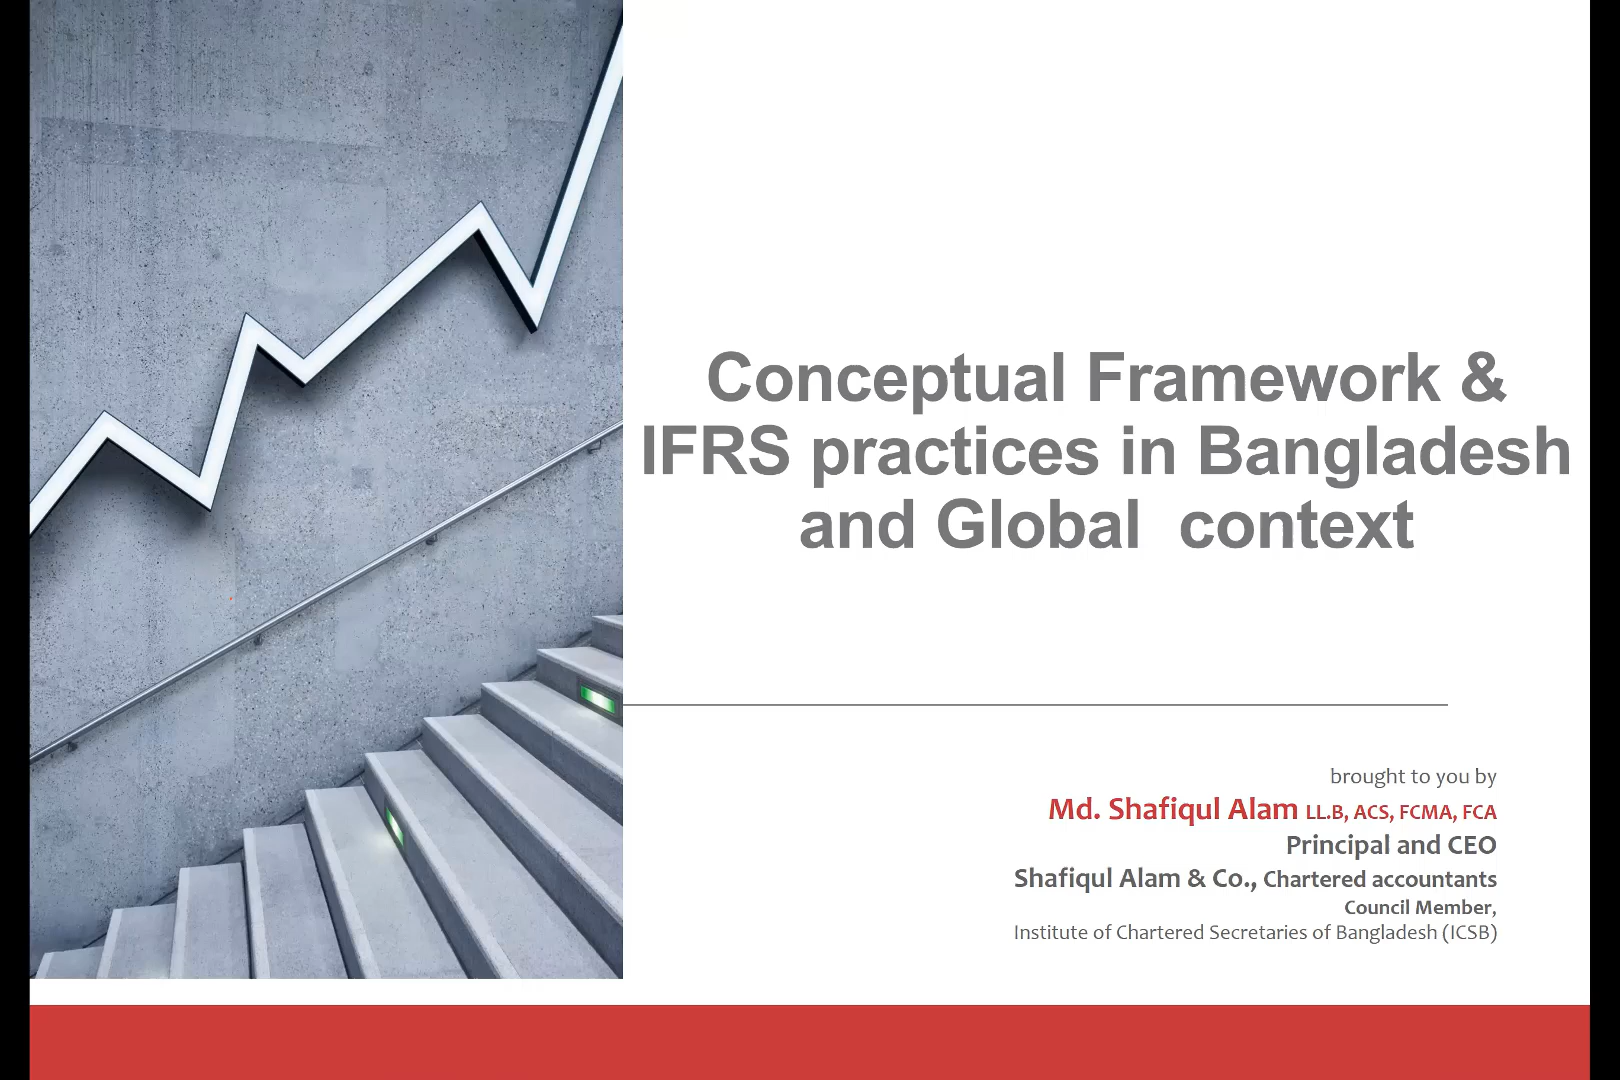 Conceptual Framework &
IFRS practices in Bangladesh
and Global  context
brought to you by
Md. Shafiqul Alam LL.B, ACS, FCMA, FCA
Principal and CEO
Shafiqul Alam & Co., Chartered accountants
Council Member,
Institute of Chartered Secretaries of Bangladesh (ICSB)